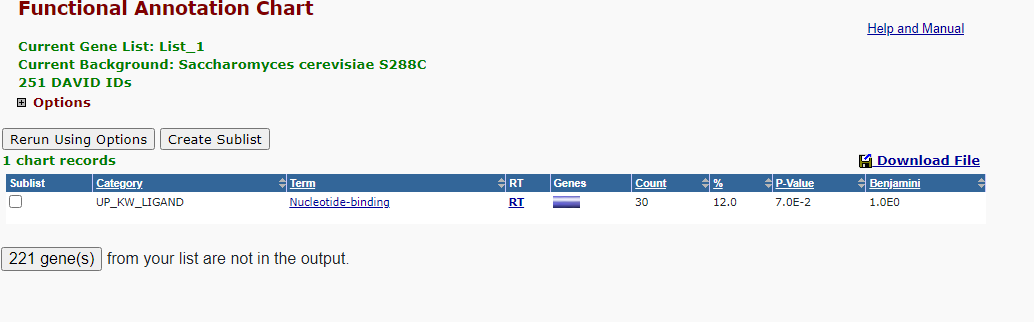 Functional Annotation Chart
Help and Manual
Current Gene List: List_1
Current Background: Saccharomyces cerevisiae S288C
251 DAVID IDs
Options
Rerun Using Options Create Sublist
1 chart records Download File
Sublist Category Term RT Genes Count % P-Value Benjamini
UP_KW_LIGAND Nucleotide-binding RT 30 12.0 7.0E-2 1.0E0
221 gene(s) from your list are not in the output.